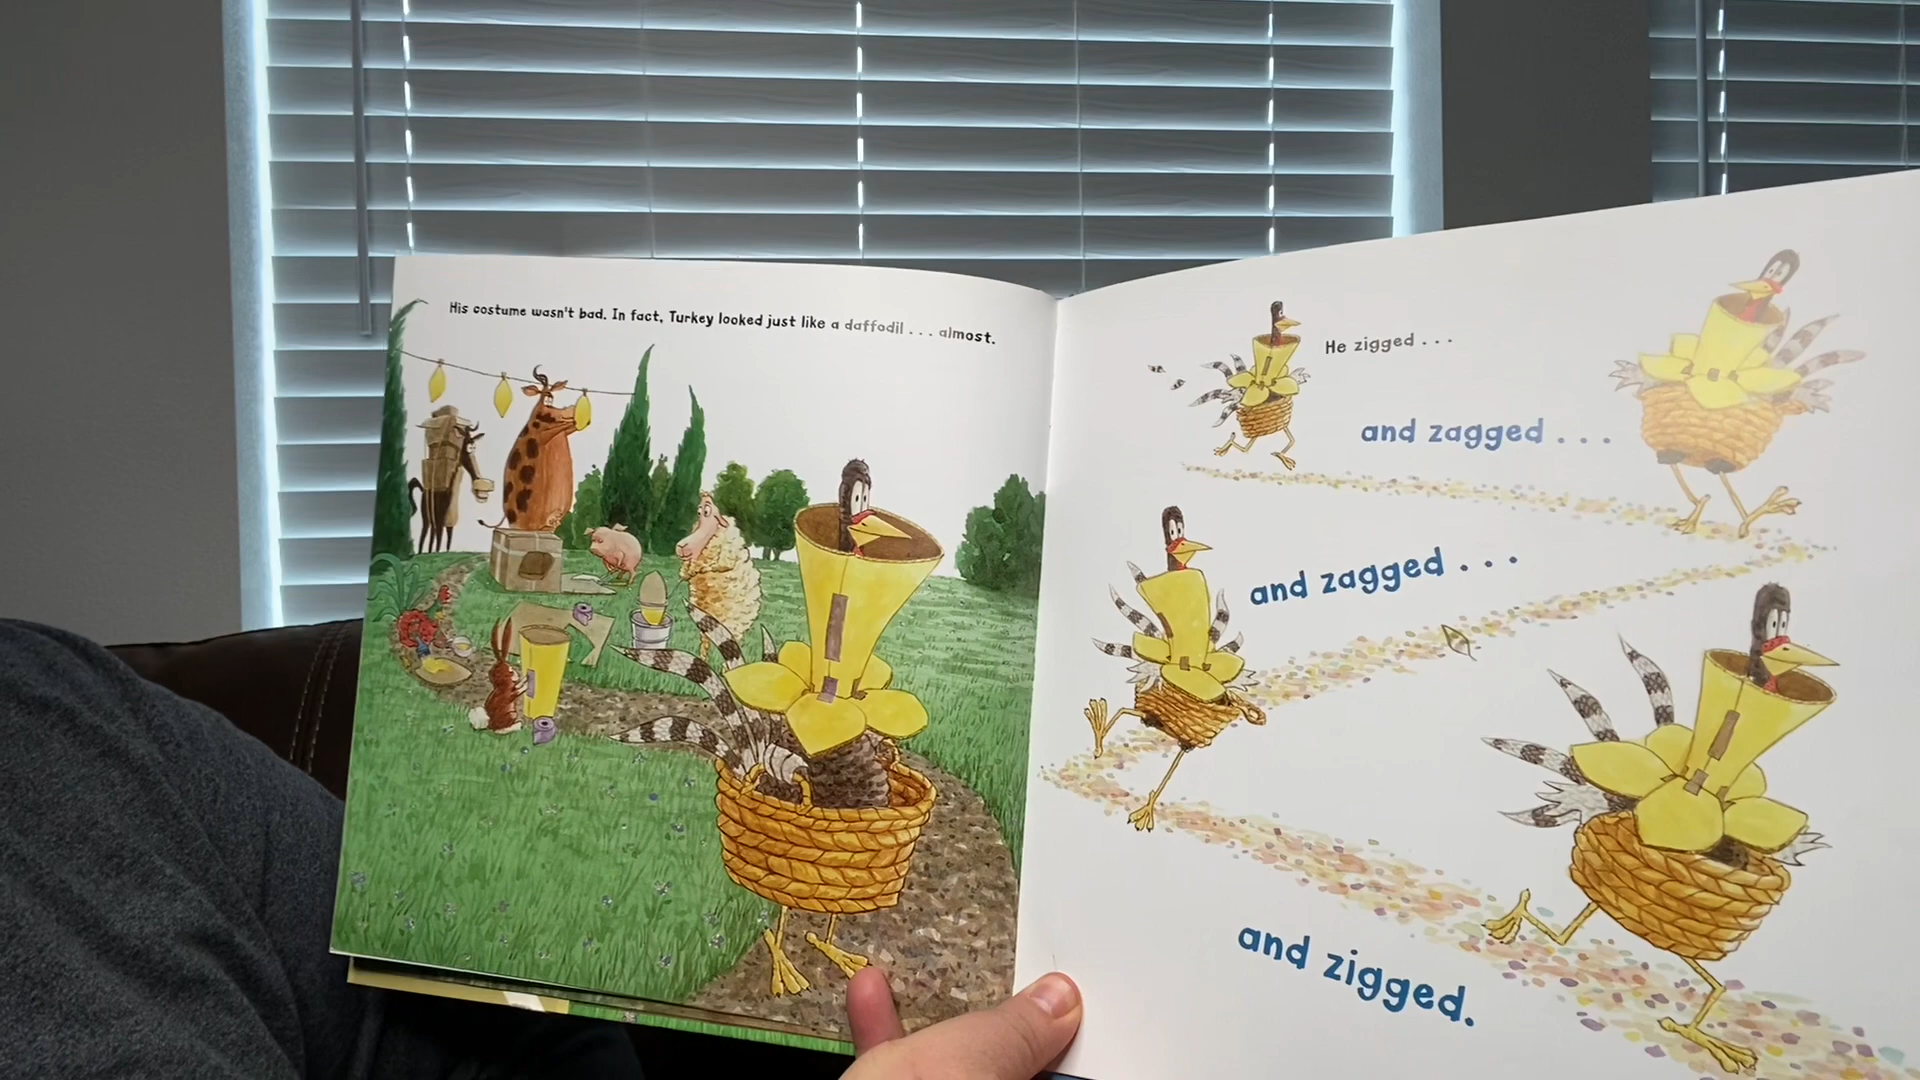 His costume wasn't bad. In fact, Turkey looked just like a daffodil . . . almost.
He zigged . . .
and zagged . . .
and zagged . . .
and zigged.